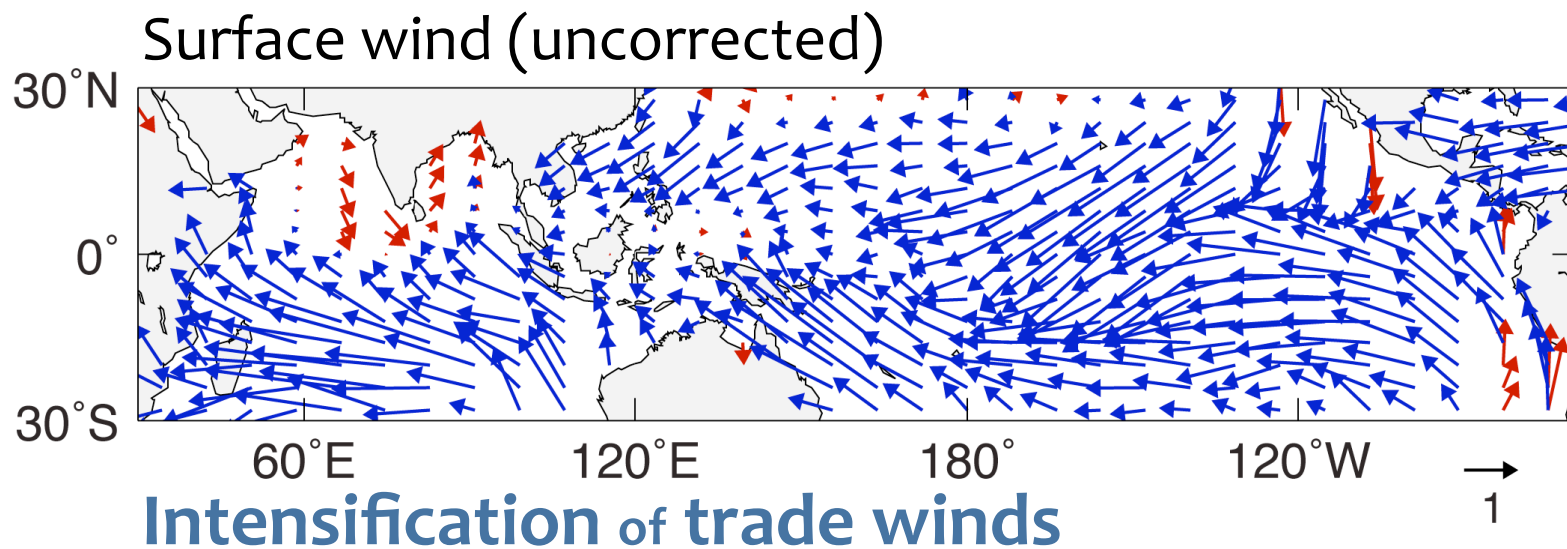 Surface wind (uncorrected)
30°N
0°
30°S
60°E 120°E 180° 120°W
1
Intensification of trade winds